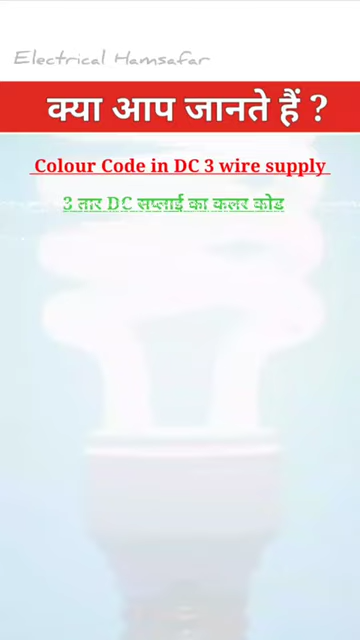 Electrical Hamsafar
क्या आप जानते हैं ?
Colour Code in DC 3 wire supply
3 तार DC सप्लाई का कलर कोड